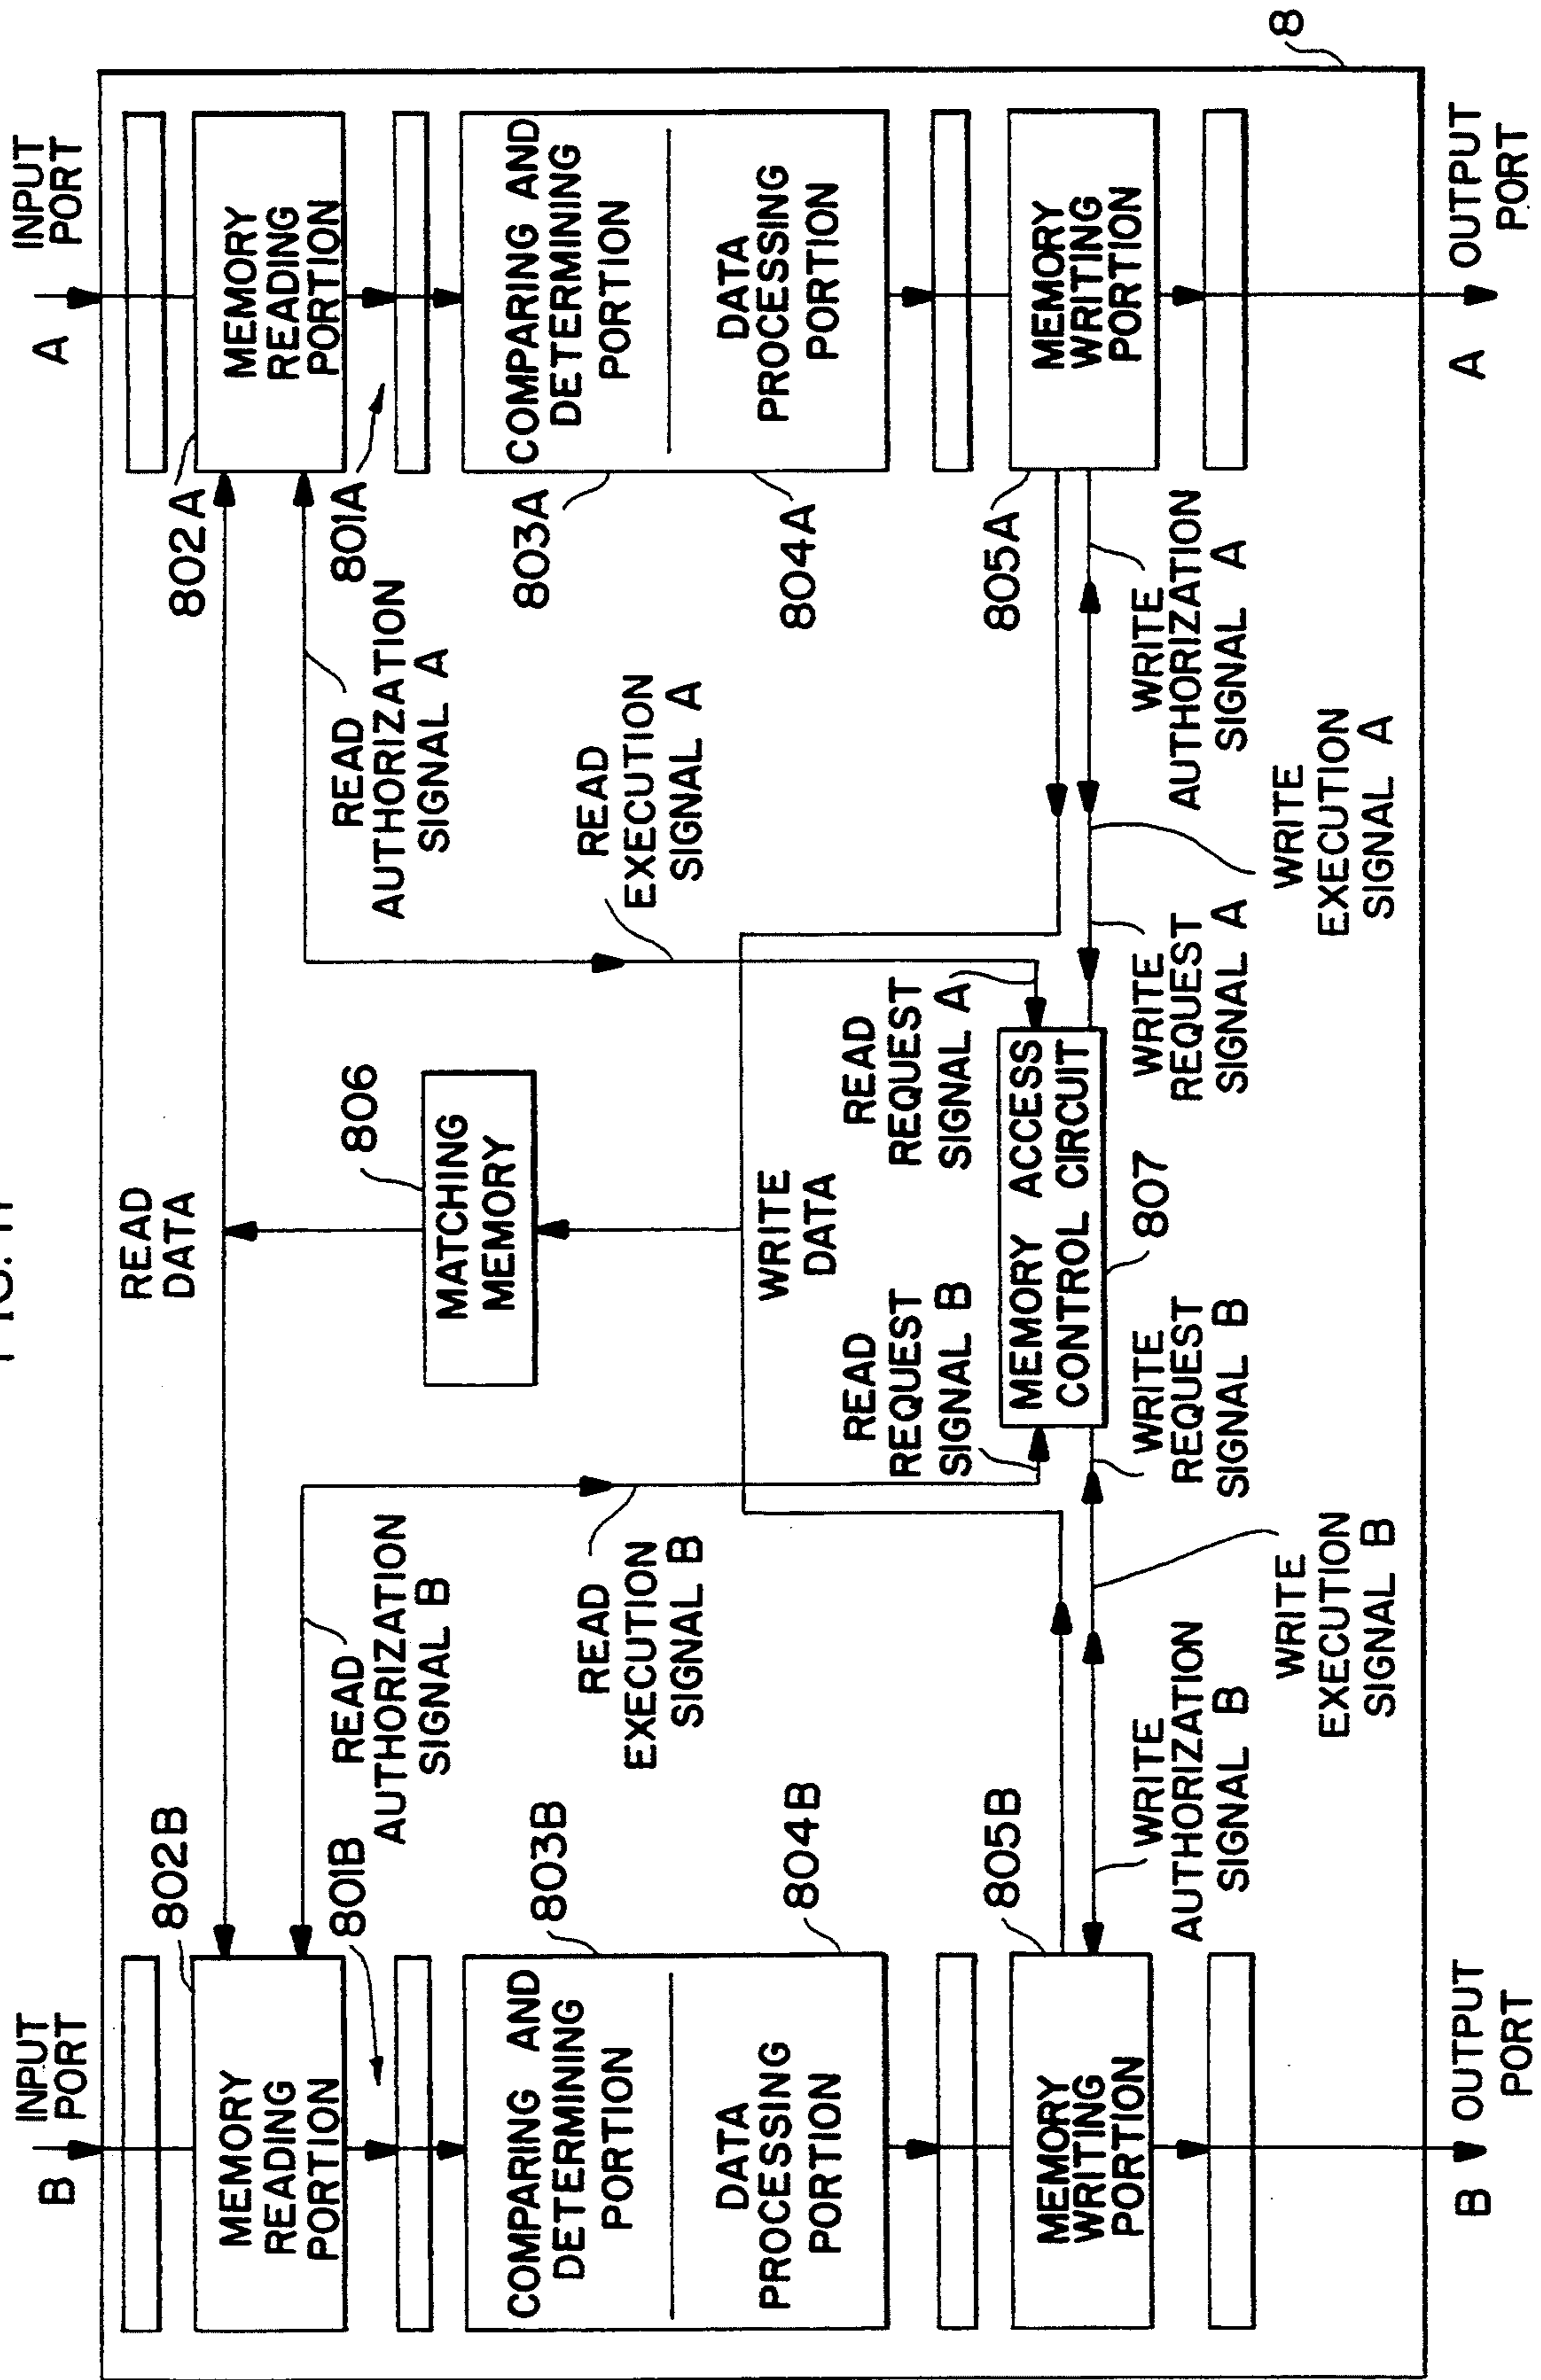 FIG.
INPUT
PORT
B
INPUT
PORT
A
8
READ
DATA
802B
802A
MEMORY
READING
PORTION
MEMORY
READING
PORTION
801B
READ
AUTHORIZATION
SIGNAL B
806
READ
AUTHORIZATION
SIGNAL A
801A
MATCHING
MEMORY
COMPARING AND
DETERMINING
PORTION
803B
READ
EXECUTION
SIGNAL B
READ
EXECUTION
SIGNAL A
803A
COMPARING AND
DETERMINING
PORTION
DATA
PROCESSING
PORTION
804B
WRITE
DATA
804A
DATA
PROCESSING
PORTION
READ
REQUEST
SIGNAL B
READ
REQUEST
SIGNAL A
805B
805A
MEMORY
WRITING
PORTION
MEMORY ACCESS
CONTROL CIRCUIT
MEMORY
WRITING
PORTION
WRITE
AUTHORIZATION
SIGNAL B
WRITE
REQUEST
SIGNAL B
807
WRITE
REQUEST
SIGNAL A
WRITE
AUTHORIZATION
SIGNAL A
WRITE
EXECUTION
SIGNAL B
WRITE
EXECUTION
SIGNAL A
B OUTPUT
PORT
A OUTPUT
PORT